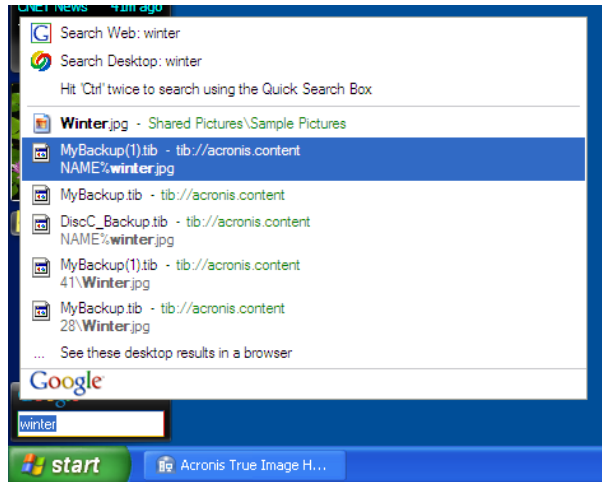 CNET News 41m ago
Search Web: winter
Search Desktop: winter
Hit 'Ctrl' twice to search using the Quick Search Box
Winter.jpg - Shared Pictures\Sample Pictures
MyBackup(1).tib - tib://acronis.content
NAME%winter.jpg
MyBackup.tib - tib://acronis.content
DiscC_Backup.tib - tib://acronis.content
NAME%winter.jpg
MyBackup(1).tib - tib://acronis.content
41\Winter.jpg
MyBackup.tib - tib://acronis.content
28\Winter.jpg
... See these desktop results in a browser
Google
winter
start Acronis True Image H...